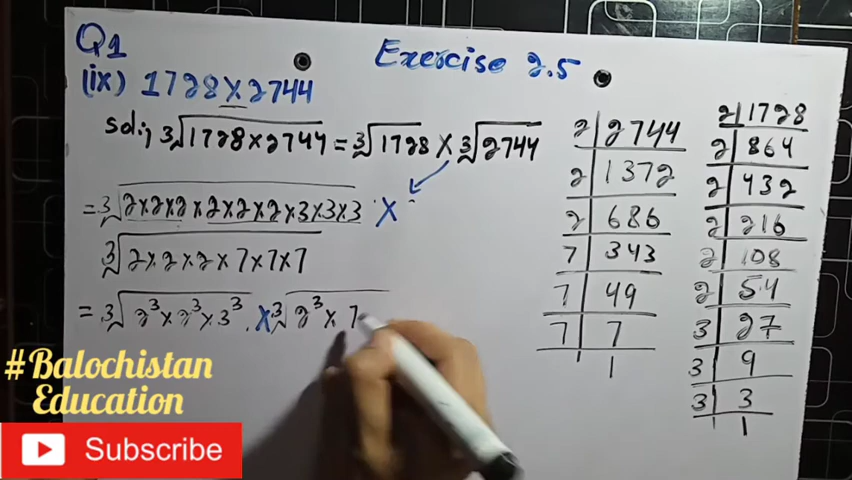 Q1
Exercise 2.5
(ix) 1728 X 2744
sol:, ∛1728×2744 = ∛1728 × ∛2744
= ∛2×2×2×2×2×2×3×3×3 X
∛2×2×2×7×7×7
= ∛2³×2³×3³ X ∛2³×7
2 | 2744
2 | 1372
2 | 686
7 | 343
7 | 49
7 | 7
1
2 | 1728
2 | 864
2 | 432
2 | 216
2 | 108
2 | 54
3 | 27
3 | 9
3 | 3
1
#Balochistan
Education
Subscribe